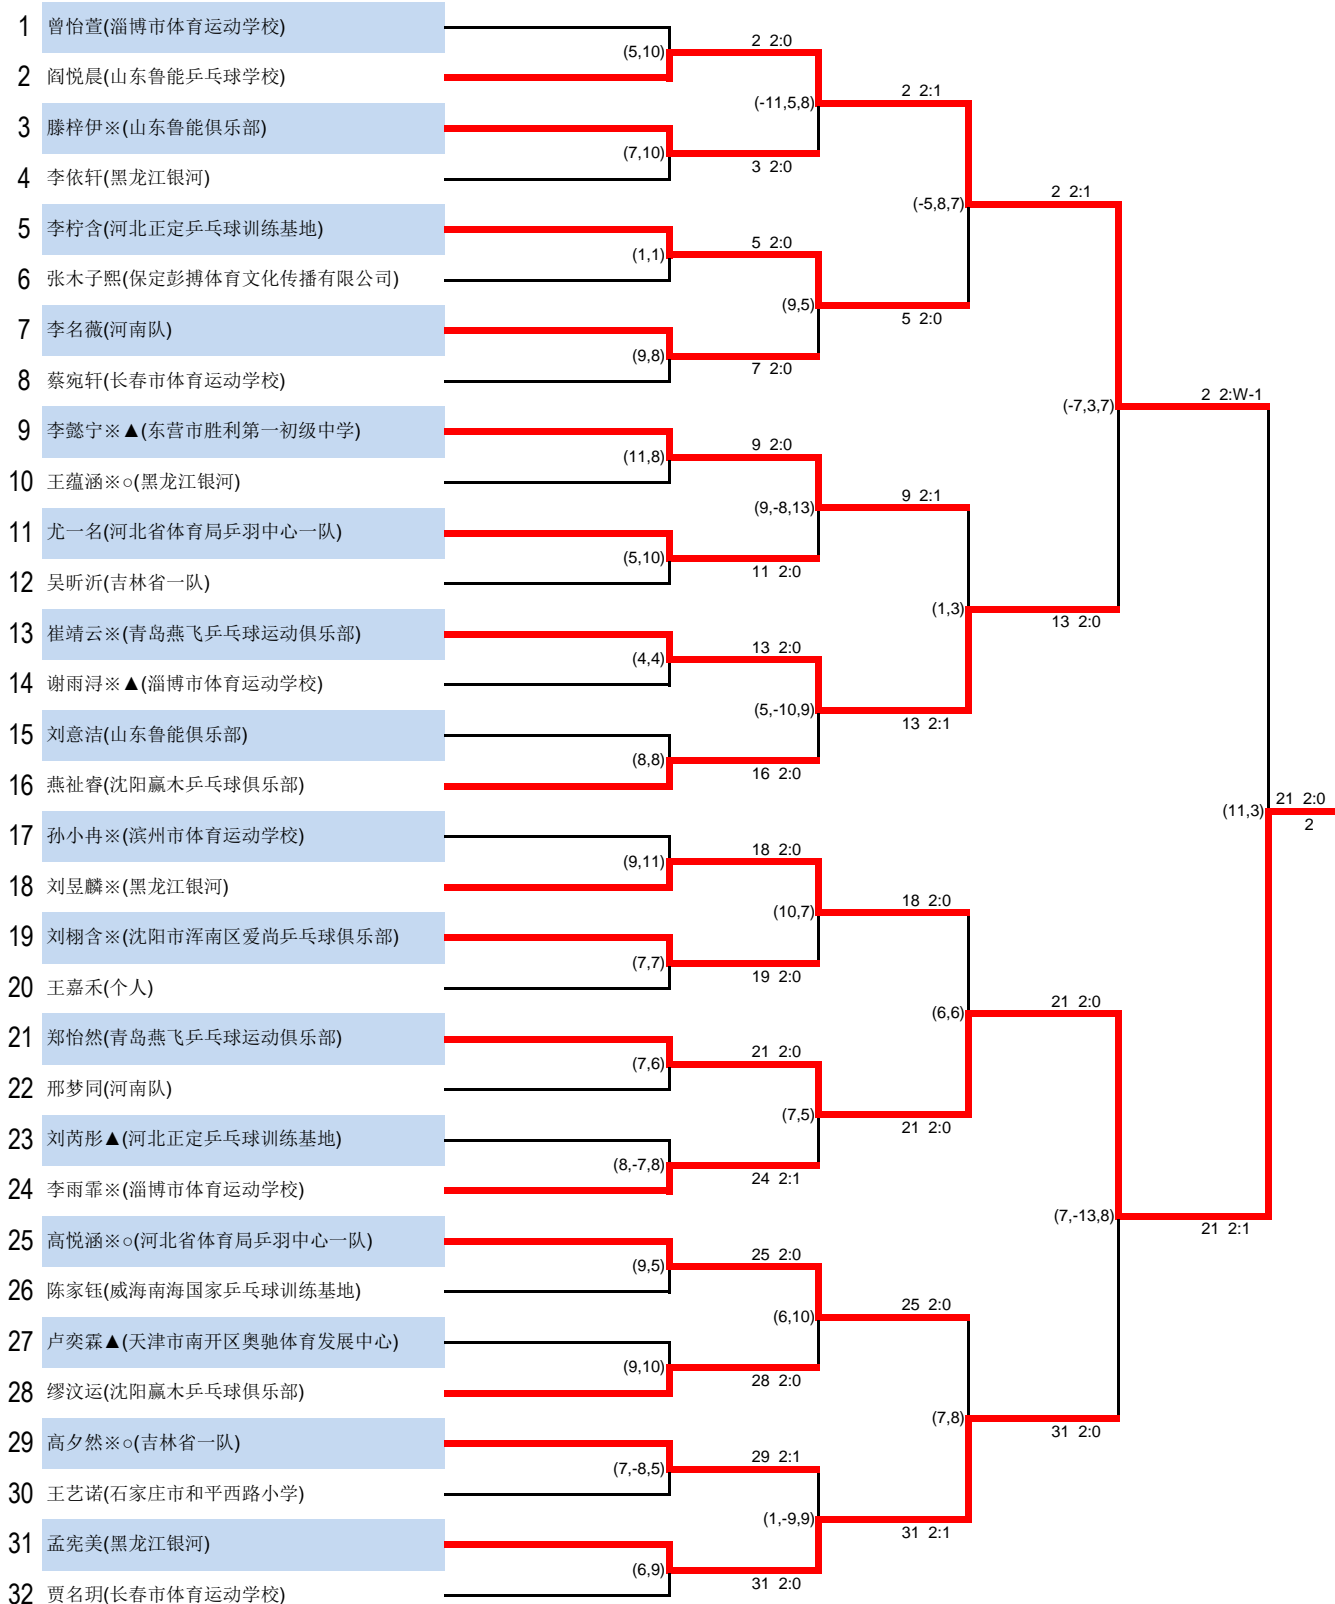 1 曾怡萱(淄博市体育运动学校)
2 阎悦晨(山东鲁能乒乓球学校)
3 滕梓伊※(山东鲁能俱乐部)
4 李依轩(黑龙江银河)
5 李柠含(河北正定乒乓球训练基地)
6 张木子熙(保定彭搏体育文化传播有限公司)
7 李名薇(河南队)
8 蔡宛轩(长春市体育运动学校)
9 李懿宁※▲(东营市胜利第一初级中学)
10 王蕴涵※○(黑龙江银河)
11 尤一名(河北省体育局乒羽中心一队)
12 吴昕沂(吉林省一队)
13 崔靖云※(青岛燕飞乒乓球运动俱乐部)
14 谢雨浔※▲(淄博市体育运动学校)
15 刘意洁(山东鲁能俱乐部)
16 燕祉睿(沈阳赢木乒乓球俱乐部)
17 孙小冉※(滨州市体育运动学校)
18 刘昱麟※(黑龙江银河)
19 刘栩含※(沈阳市浑南区爱尚乒乓球俱乐部)
20 王嘉禾(个人)
21 郑怡然(青岛燕飞乒乓球运动俱乐部)
22 邢梦同(河南队)
23 刘芮彤▲(河北正定乒乓球训练基地)
24 李雨霏※(淄博市体育运动学校)
25 高悦涵※○(河北省体育局乒羽中心一队)
26 陈家钰(威海南海国家乒乓球训练基地)
27 卢奕霖▲(天津市南开区奥驰体育发展中心)
28 缪汶运(沈阳赢木乒乓球俱乐部)
29 高夕然※○(吉林省一队)
30 王艺诺(石家庄市和平西路小学)
31 孟宪美(黑龙江银河)
32 贾名玥(长春市体育运动学校)
(5,10)
(7,10)
(1,1)
(9,8)
(11,8)
(5,10)
(4,4)
(8,8)
(9,11)
(7,7)
(7,6)
(8,-7,8)
(9,5)
(9,10)
(7,-8,5)
(6,9)
2 2:0
(-11,5,8)
3 2:0
5 2:0
(9,5)
7 2:0
9 2:0
(9,-8,13)
11 2:0
13 2:0
(5,-10,9)
16 2:0
18 2:0
(10,7)
19 2:0
21 2:0
(7,5)
24 2:1
25 2:0
(6,10)
28 2:0
29 2:1
(1,-9,9)
31 2:0
2 2:1
(-5,8,7)
5 2:0
9 2:1
(1,3)
13 2:1
18 2:0
(6,6)
21 2:0
25 2:0
(7,8)
31 2:1
2 2:1
(-7,3,7)
13 2:0
21 2:0
(7,-13,8)
31 2:0
2 2:W-1
(11,3)
21 2:1
21 2:0
2